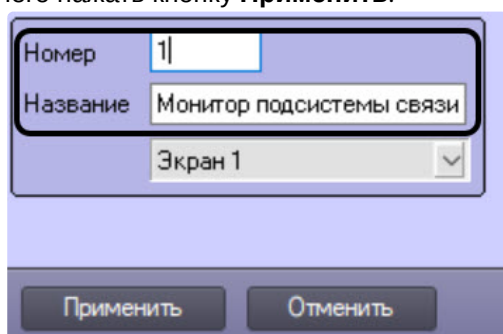 нажать кнопку Применить.
Номер 1
Название Монитор подсистемы связи
Экран 1
Применить Отменить